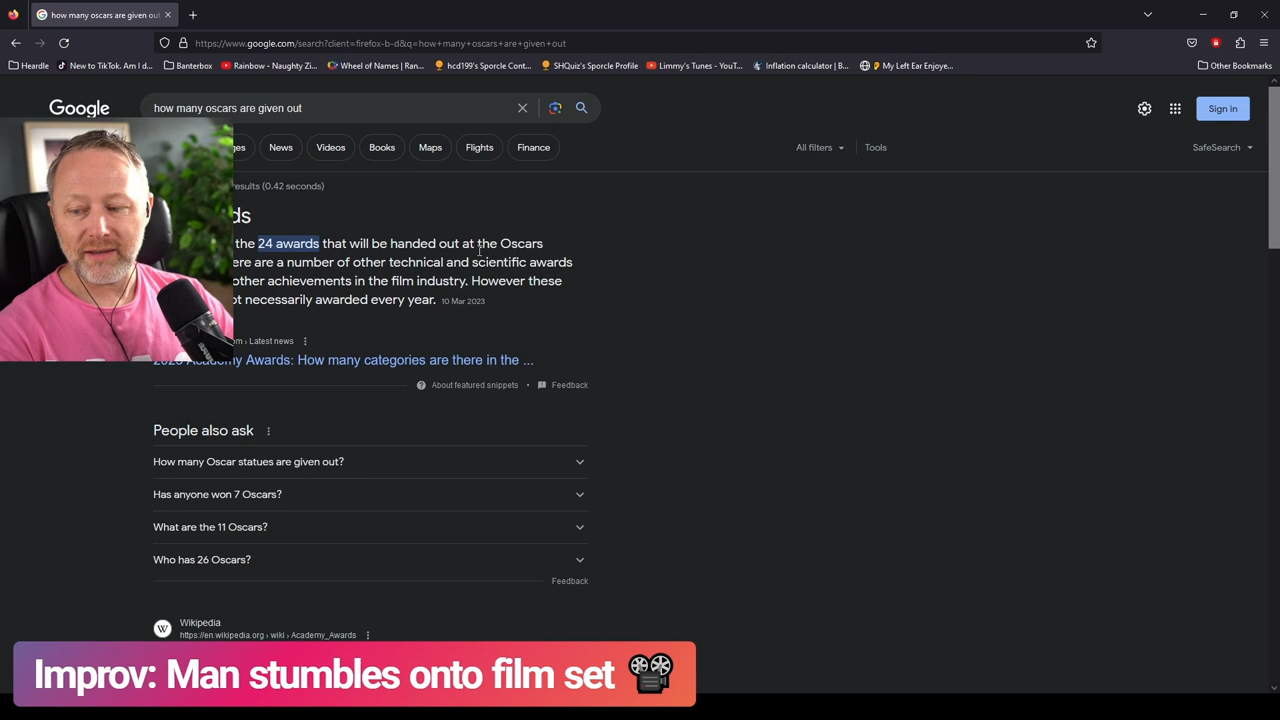 how many oscars are given out
https://www.google.com/search?client=firefox-b-d&q=how+many+oscars+are+given+out
Heardle New to TikTok. Am I d... Banterbox Rainbow - Naughty Zi... Wheel of Names | Ran... hcd199's Sporcle Cont... SHQuiz's Sporcle Profile Limmy's Tunes - YouT... Inflation calculator | B... My Left Ear Enjoye... Other Bookmarks
Google how many oscars are given out Sign in
ges News Videos Books Maps Flights Finance All filters Tools SafeSearch
results (0.42 seconds)
ds
the 24 awards that will be handed out at the Oscars
ere are a number of other technical and scientific awards
other achievements in the film industry. However these
ot necessarily awarded every year. 10 Mar 2023
om › Latest news
2023 Academy Awards: How many categories are there in the ...
About featured snippets • Feedback
People also ask
How many Oscar statues are given out?
Has anyone won 7 Oscars?
What are the 11 Oscars?
Who has 26 Oscars?
Feedback
W Wikipedia
https://en.wikipedia.org › wiki › Academy_Awards
Improv: Man stumbles onto film set